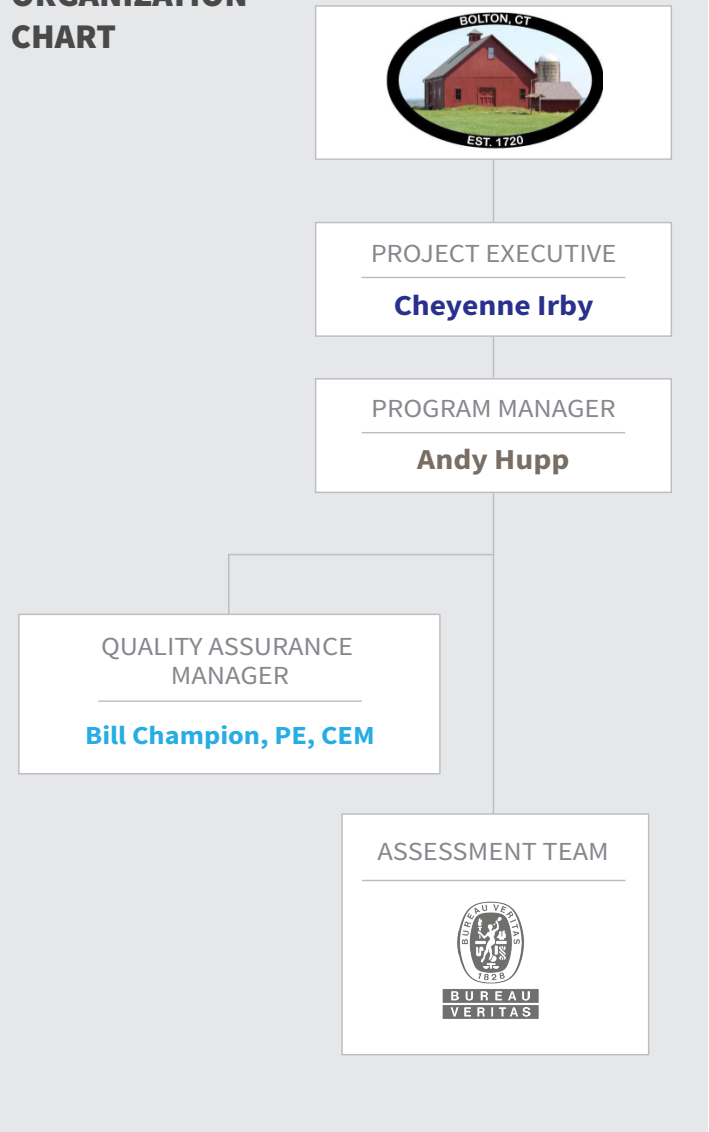 ORGANIZATION
CHART
BOLTON, CT
EST. 1720
PROJECT EXECUTIVE
Cheyenne Irby
PROGRAM MANAGER
Andy Hupp
QUALITY ASSURANCE
MANAGER
Bill Champion, PE, CEM
ASSESSMENT TEAM
BUREAU VERITAS
1828
BUREAU
VERITAS